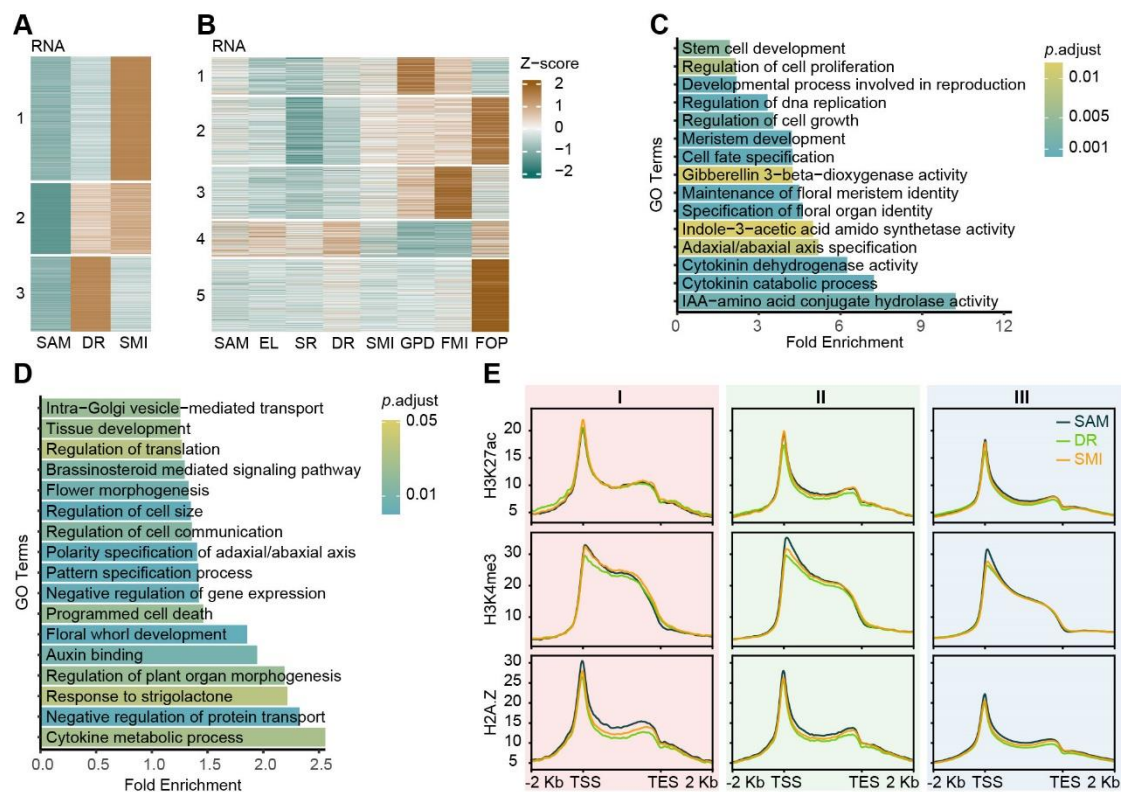 A
RNA
1
2
3
SAM DR SMI
B
RNA
1
2
3
4
5
SAM EL SR DR SMI GPD FMI FOP
Z−score
2
1
0
−1
−2
C
GO Terms
Stem cell development
Regulation of cell proliferation
Developmental process involved in reproduction
Regulation of dna replication
Regulation of cell growth
Meristem development
Cell fate specification
Gibberellin 3−beta−dioxygenase activity
Maintenance of floral meristem identity
Specification of floral organ identity
Indole−3−acetic acid amido synthetase activity
Adaxial/abaxial axis specification
Cytokinin dehydrogenase activity
Cytokinin catabolic process
IAA−amino acid conjugate hydrolase activity
0 3 6 9 12
Fold Enrichment
p.adjust
0.01
0.005
0.001
D
GO Terms
Intra−Golgi vesicle−mediated transport
Tissue development
Regulation of translation
Brassinosteroid mediated signaling pathway
Flower morphogenesis
Regulation of cell size
Regulation of cell communication
Polarity specification of adaxial/abaxial axis
Pattern specification process
Negative regulation of gene expression
Programmed cell death
Floral whorl development
Auxin binding
Regulation of plant organ morphogenesis
Response to strigolactone
Negative regulation of protein transport
Cytokine metabolic process
0.0 0.5 1.0 1.5 2.0 2.5
Fold Enrichment
p.adjust
0.05
0.01
E
I II III
H3K27ac
20
15
10
5
SAM
DR
SMI
H3K4me3
30
20
10
H2A.Z
30
25
20
15
10
5
-2 Kb TSS TES 2 Kb -2 Kb TSS TES 2 Kb -2 Kb TSS TES 2 Kb